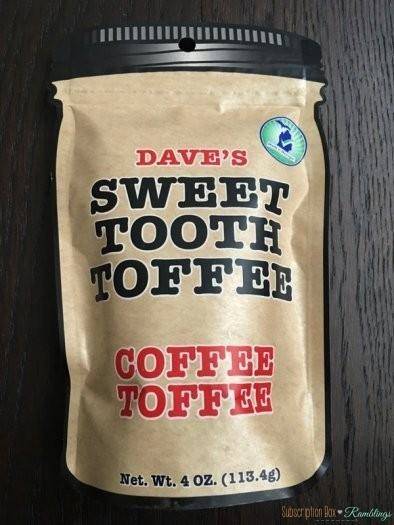 DAVE'S
SWEET
TOOTH
TOFFEE
COFFEE
TOFFEE
Net. Wt. 4 OZ. (113.4g)
Subscription Box Ramblings